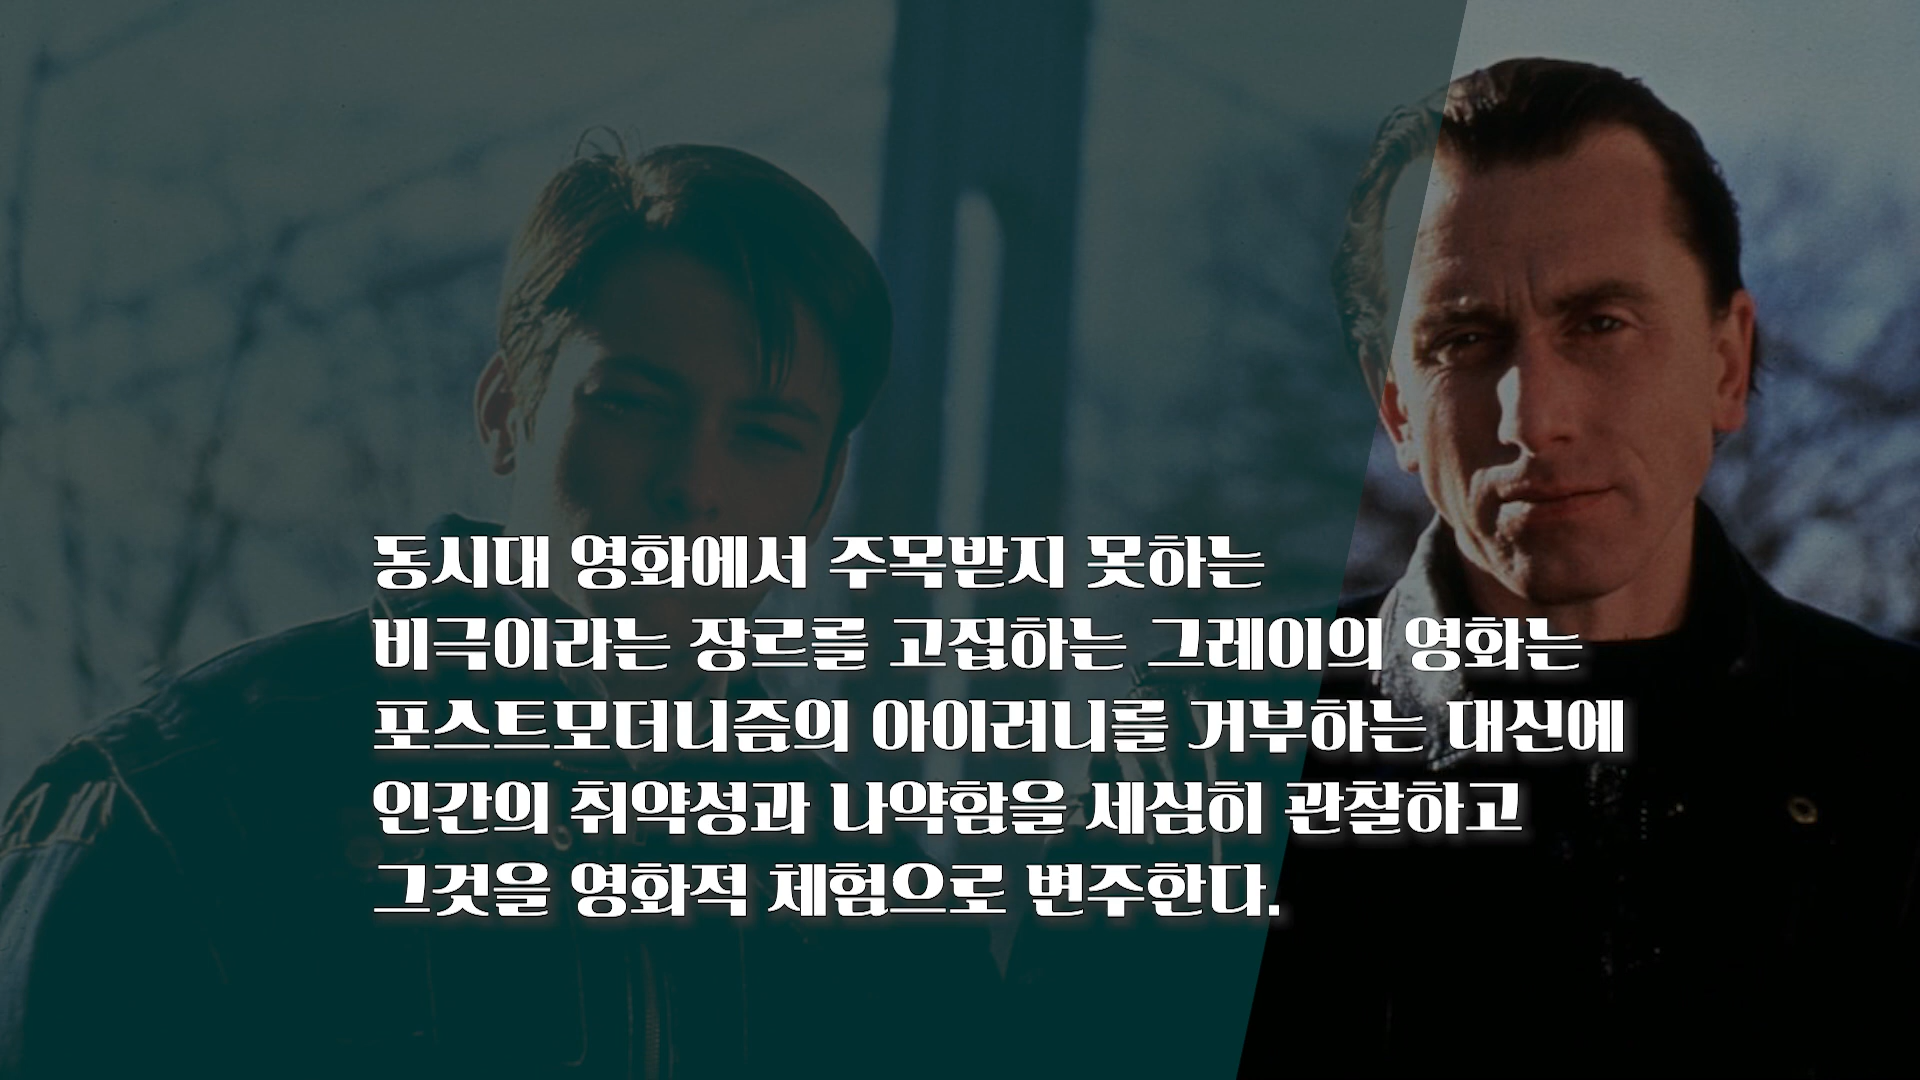 동시대 영화에서 주목받지 못하는
비극이라는 장르를 고집하는 그레이의 영화는
포스트모더니즘의 아이러니를 거부하는 대신에
인간의 취약성과 나약함을 세심히 관찰하고
그것을 영화적 체험으로 변주한다.